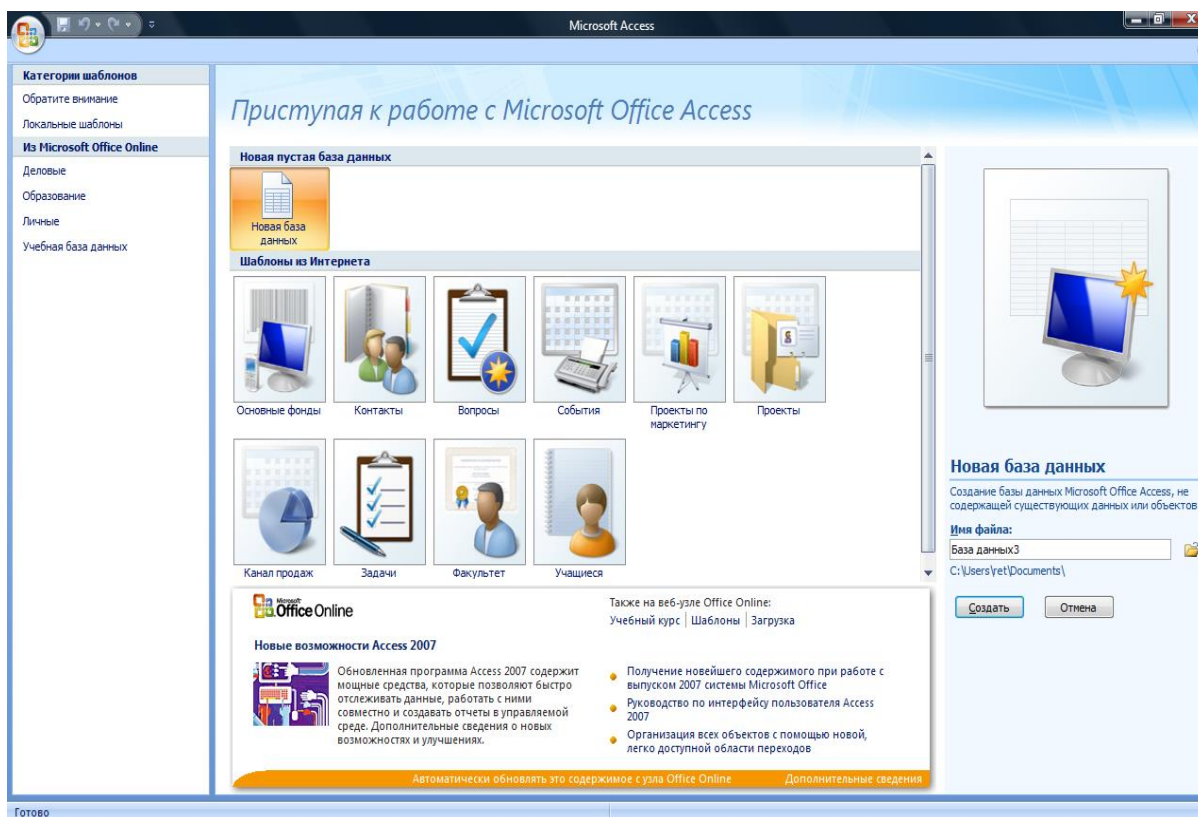 Microsoft Access
Категории шаблонов
Обратите внимание
Локальные шаблоны
Из Microsoft Office Online
Деловые
Образование
Личные
Учебная база данных
Приступая к работе с Microsoft Office Access
Новая пустая база данных
Новая база
данных
Шаблоны из Интернета
Основные фонды
Контакты
Вопросы
События
Проекты по
маркетингу
Проекты
Канал продаж
Задачи
Факультет
Учащиеся
Microsoft
Office Online
Также на веб-узле Office Online:
Учебный курс | Шаблоны | Загрузка
Новые возможности Access 2007
Обновленная программа Access 2007 содержит
мощные средства, которые позволяют быстро
отслеживать данные, работать с ними
совместно и создавать отчеты в управляемой
среде. Дополнительные сведения о новых
возможностях и улучшениях.
Получение новейшего содержимого при работе с
выпуском 2007 системы Microsoft Office
Руководство по интерфейсу пользователя Access
2007
Организация всех объектов с помощью новой,
легко доступной области переходов
Автоматически обновлять это содержимое с узла Office Online
Дополнительные сведения
Новая база данных
Создание базы данных Microsoft Office Access, не
содержащей существующих данных или объектов
Имя файла:
База данных3
C:\Users\yet\Documents\
Создать
Отмена
Готово